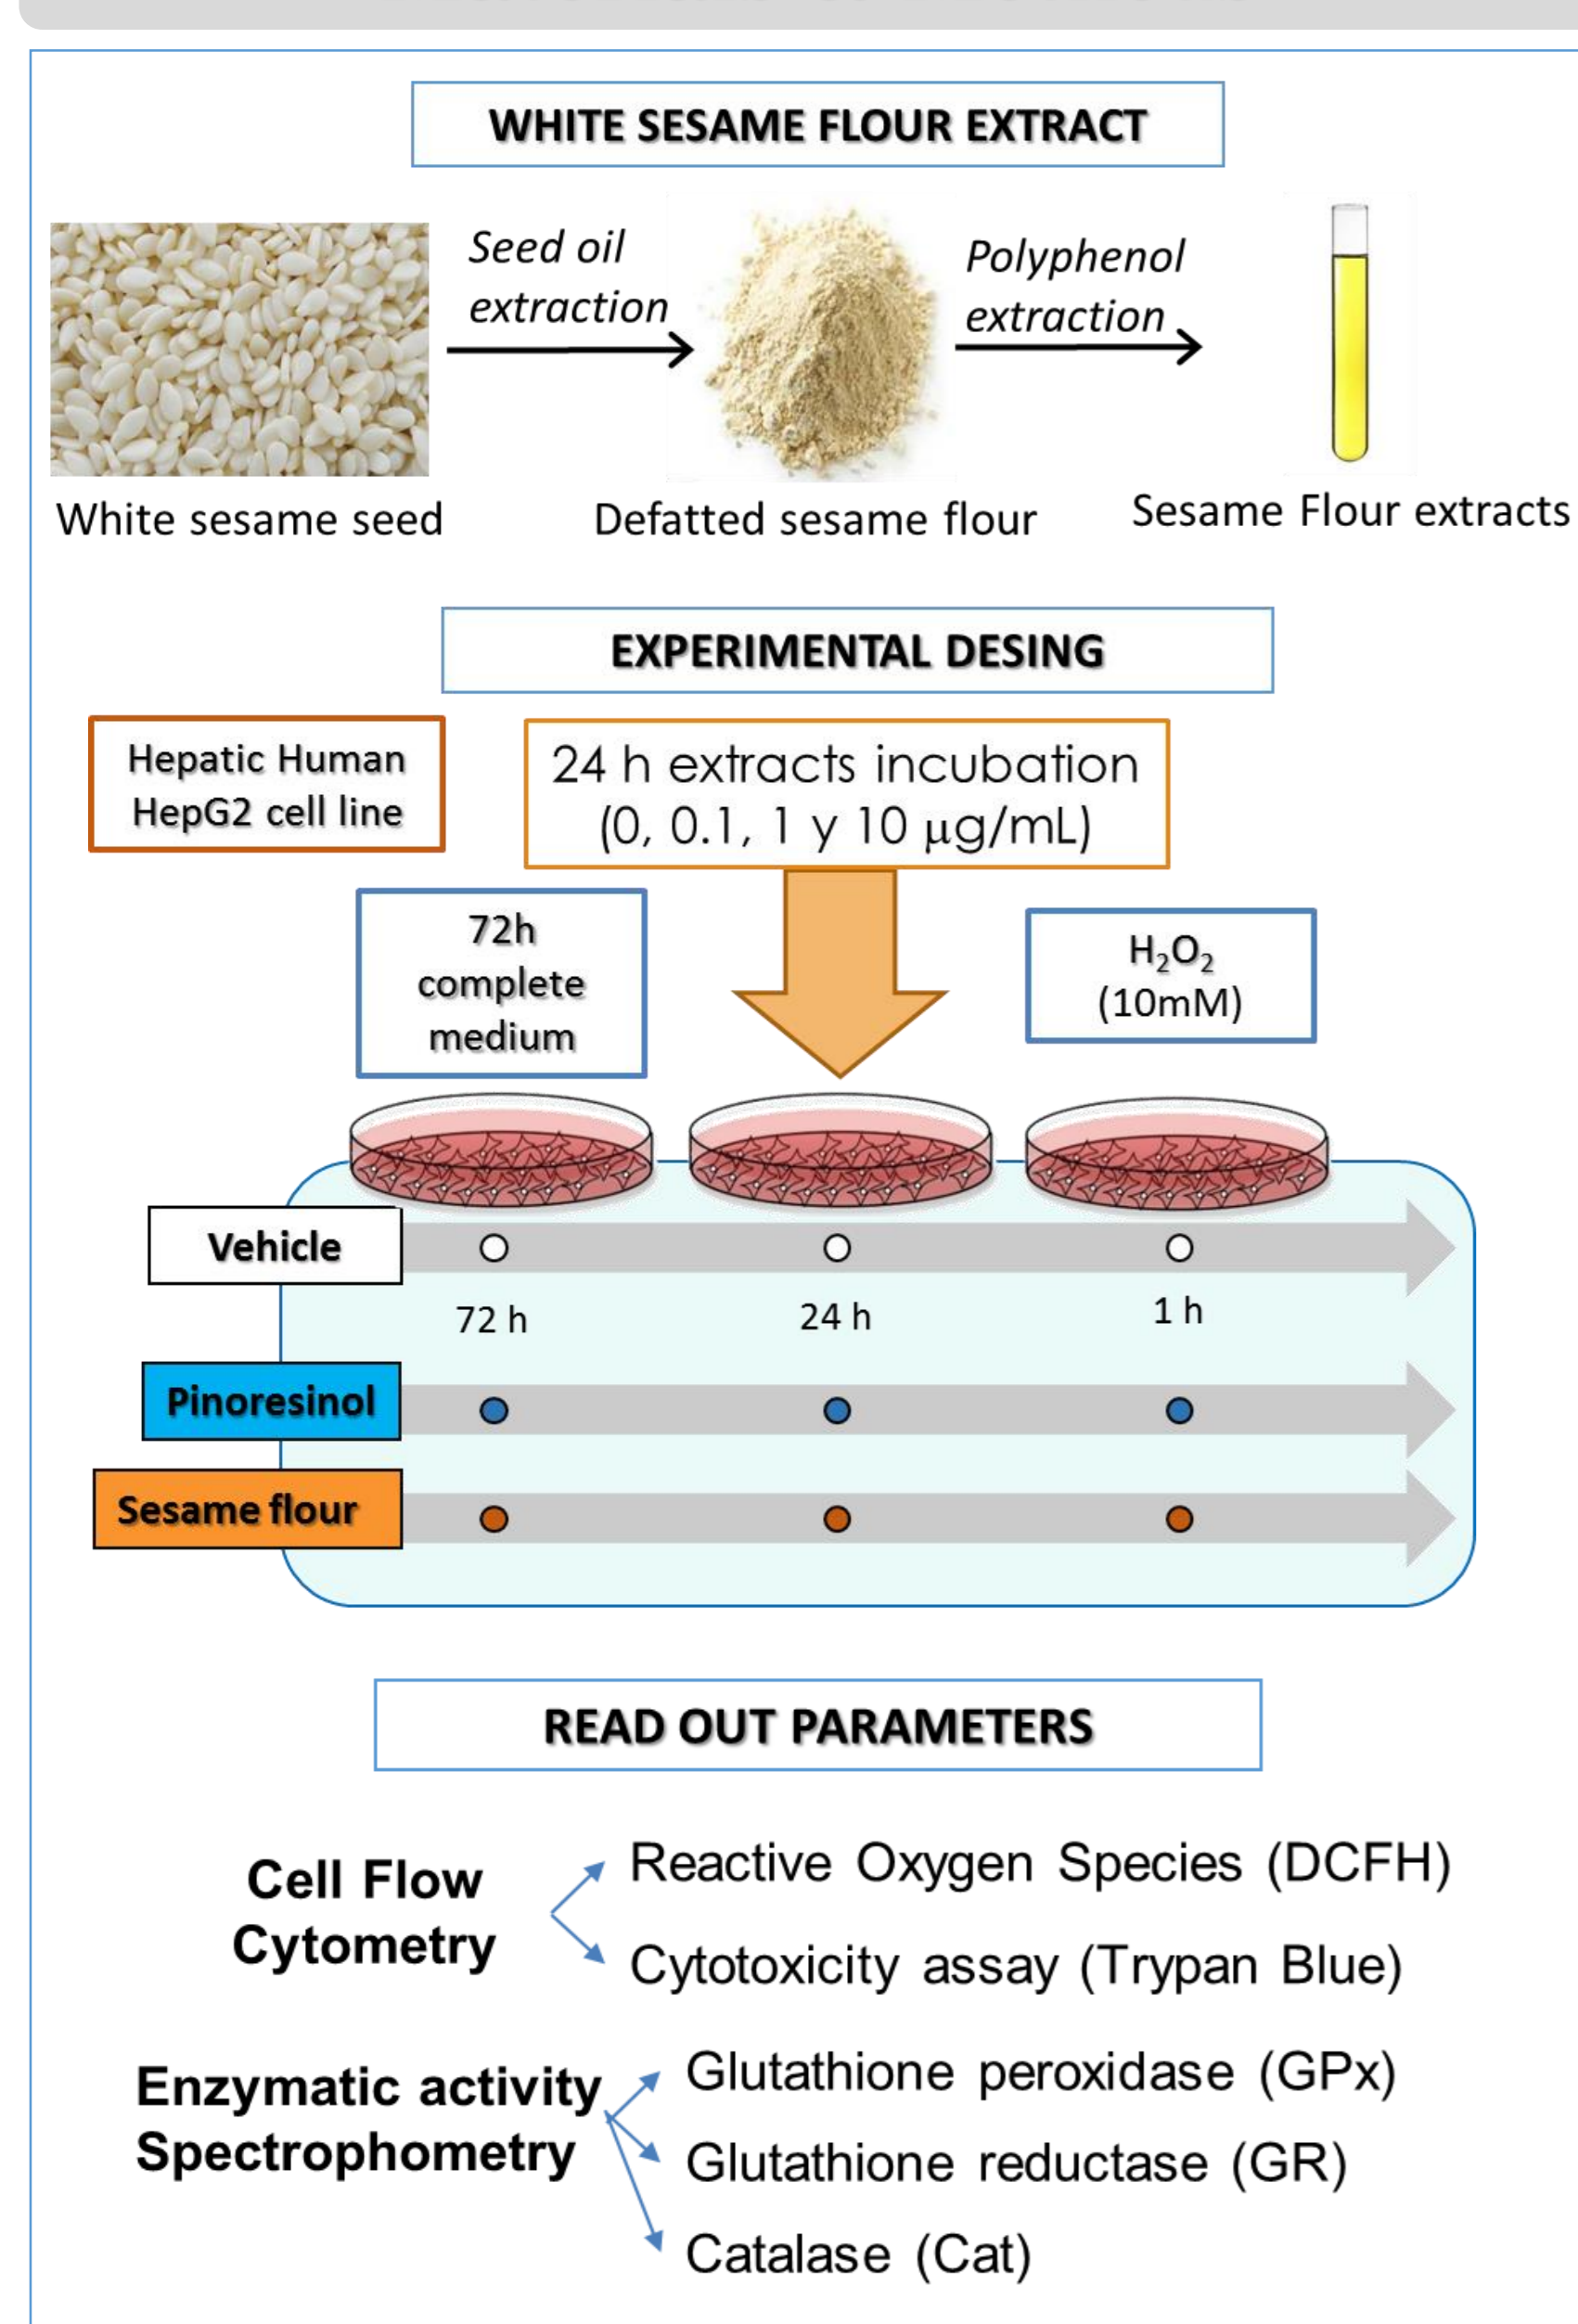 WHITE SESAME FLOUR EXTRACT
Seed oil
extraction
Polyphenol
extraction
White sesame seed
Defatted sesame flour
Sesame Flour extracts
EXPERIMENTAL DESING
Hepatic Human
HepG2 cell line
24 h extracts incubation
(0, 0.1, 1 y 10 µg/mL)
72h
complete
medium
H₂O₂
(10mM)
Vehicle
72 h
24 h
1 h
Pinoresinol
Sesame flour
READ OUT PARAMETERS
Cell Flow
Cytometry
Reactive Oxygen Species (DCFH)
Cytotoxicity assay (Trypan Blue)
Enzymatic activity
Spectrophometry
Glutathione peroxidase (GPx)
Glutathione reductase (GR)
Catalase (Cat)